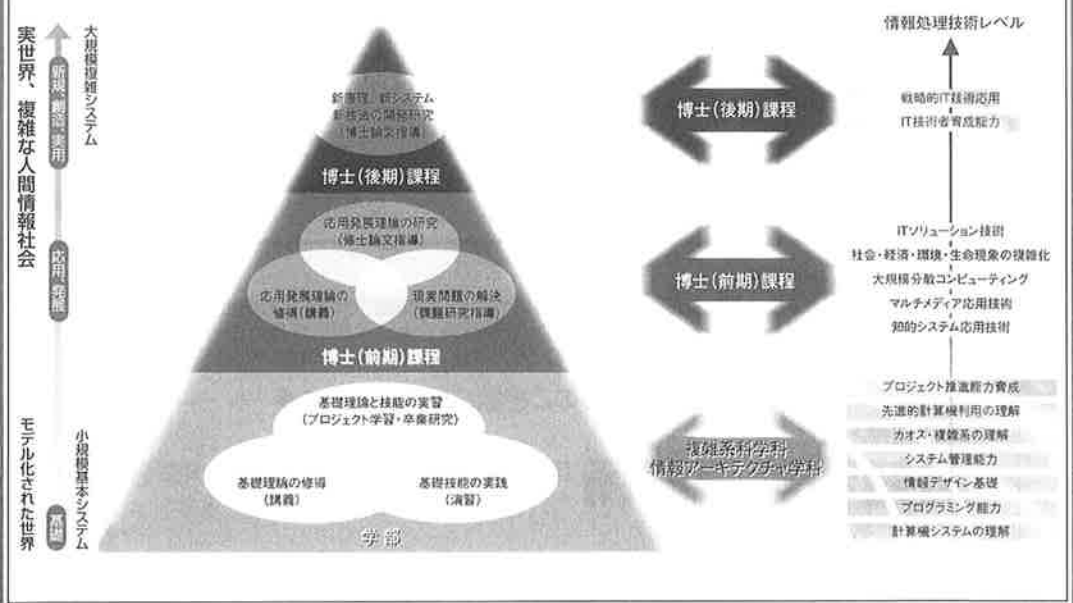 実世界、複雑な人間情報社会
大規模複雑システム
新規、創造、実用
応用、発展
基礎
モデル化された世界
小規模基本システム
新原理、新システム
新技法の開発研究
(博士論文指導)
博士(後期)課程
応用発展理論の研究
(修士論文指導)
応用発展理論の
修得(講義)
現実問題の解決
(課題研究指導)
博士(前期)課程
基礎理論と技能の実習
(プロジェクト学習・卒業研究)
基礎理論の修得
(講義)
基礎技能の実践
(演習)
学部
博士(後期)課程
博士(前期)課程
複雑系科学科
情報アーキテクチャ学科
情報処理技術レベル
戦略的IT技術応用
IT技術者育成能力
ITソリューション技術
社会・経済・環境・生命現象の複雑化
大規模分散コンピューティング
マルチメディア応用技術
知的システム応用技術
プロジェクト推進能力育成
先進的計算機利用の理解
カオス・複雑系の理解
システム管理能力
情報デザイン基礎
プログラミング能力
計算機システムの理解